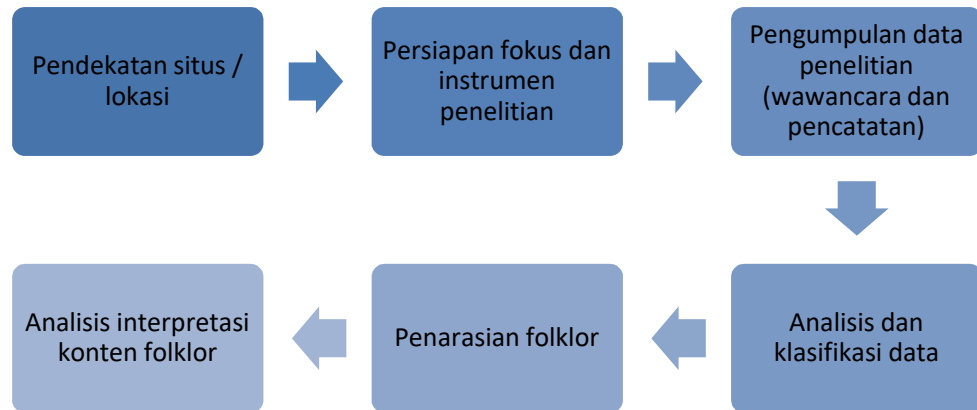 Pendekatan situs /
lokasi
Persiapan fokus dan
instrumen
penelitian
Pengumpulan data
penelitian
(wawancara dan
pencatatan)
Analisis dan
klasifikasi data
Penarasian folklor
Analisis interpretasi
konten folklor